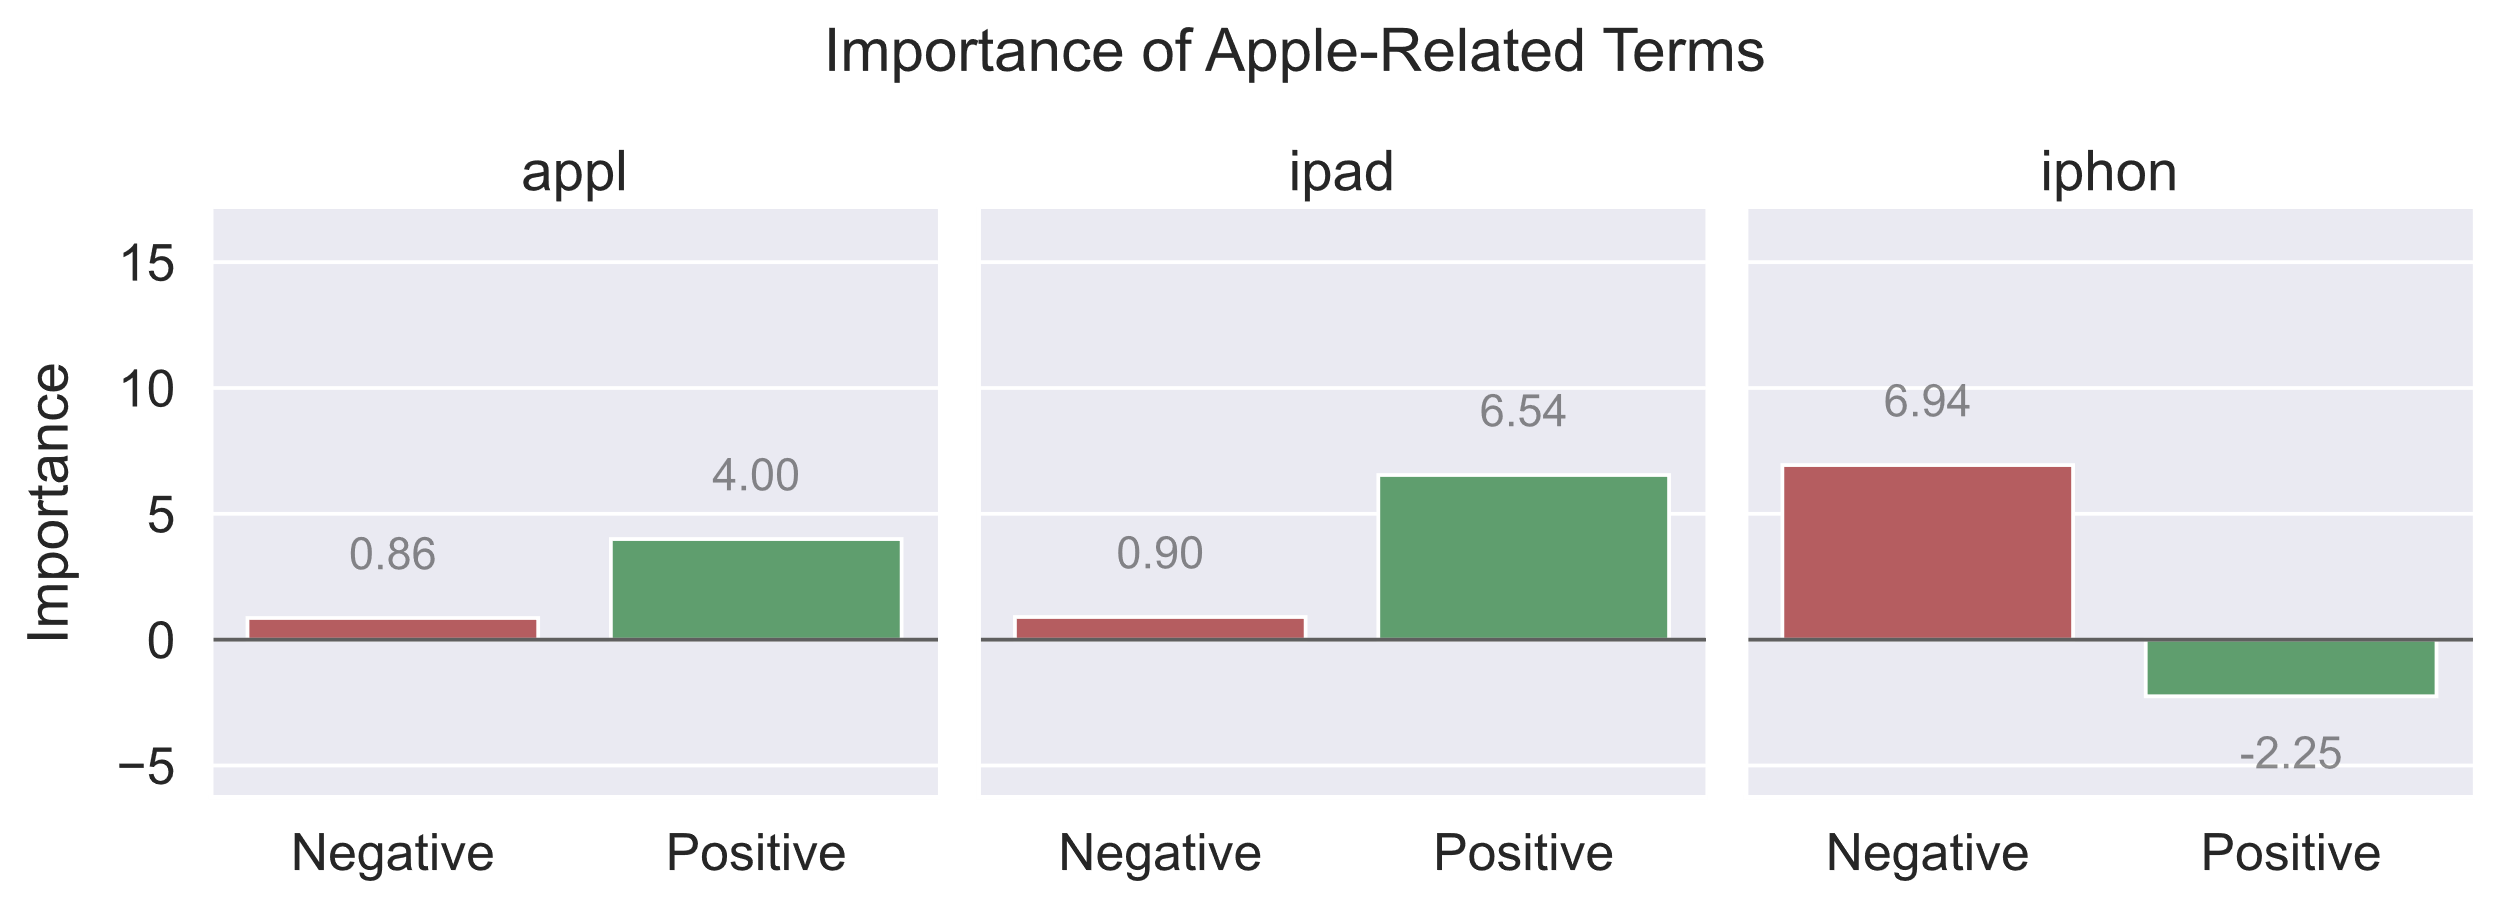 Importance of Apple-Related Terms
appl
ipad
iphon
Importance
15
10
5
0
−5
0.86
4.00
0.90
6.54
6.94
-2.25
Negative
Positive
Negative
Positive
Negative
Positive